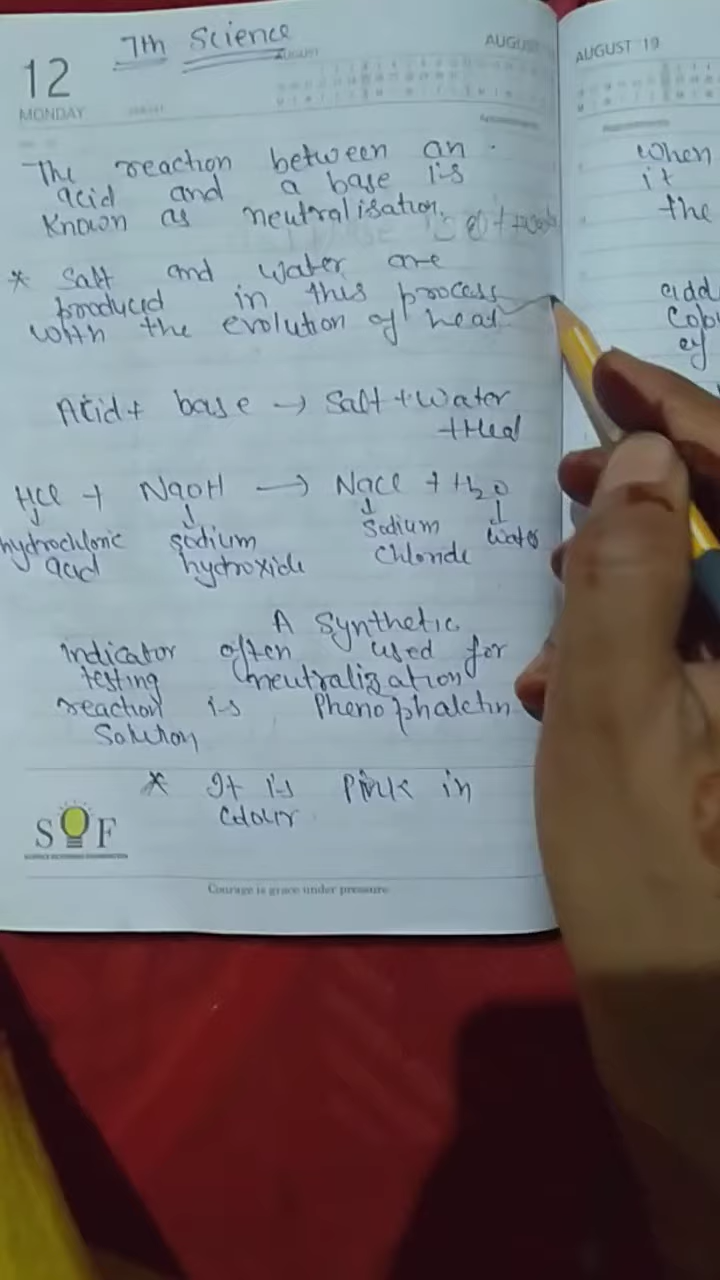 7th Science
12
MONDAY
AUGUST
AUGUST
The reaction between an
acid and a base is
known as neutralisation.
* Salt and water are
produced in this process
with the evolution of heat
Acid + base → Salt + Water
+ Heat
HCl + NaOH → NaCl + H2O
hydrochloric acid
sodium hydroxide
Sodium Chloride
Water
A Synthetic
indicator often used for
testing neutralization
reaction is Phenophaletin
Solution
* It is Pink in
colour
SOF
Courage is grace under pressure
AUGUST 19
When
it
the
add
ey